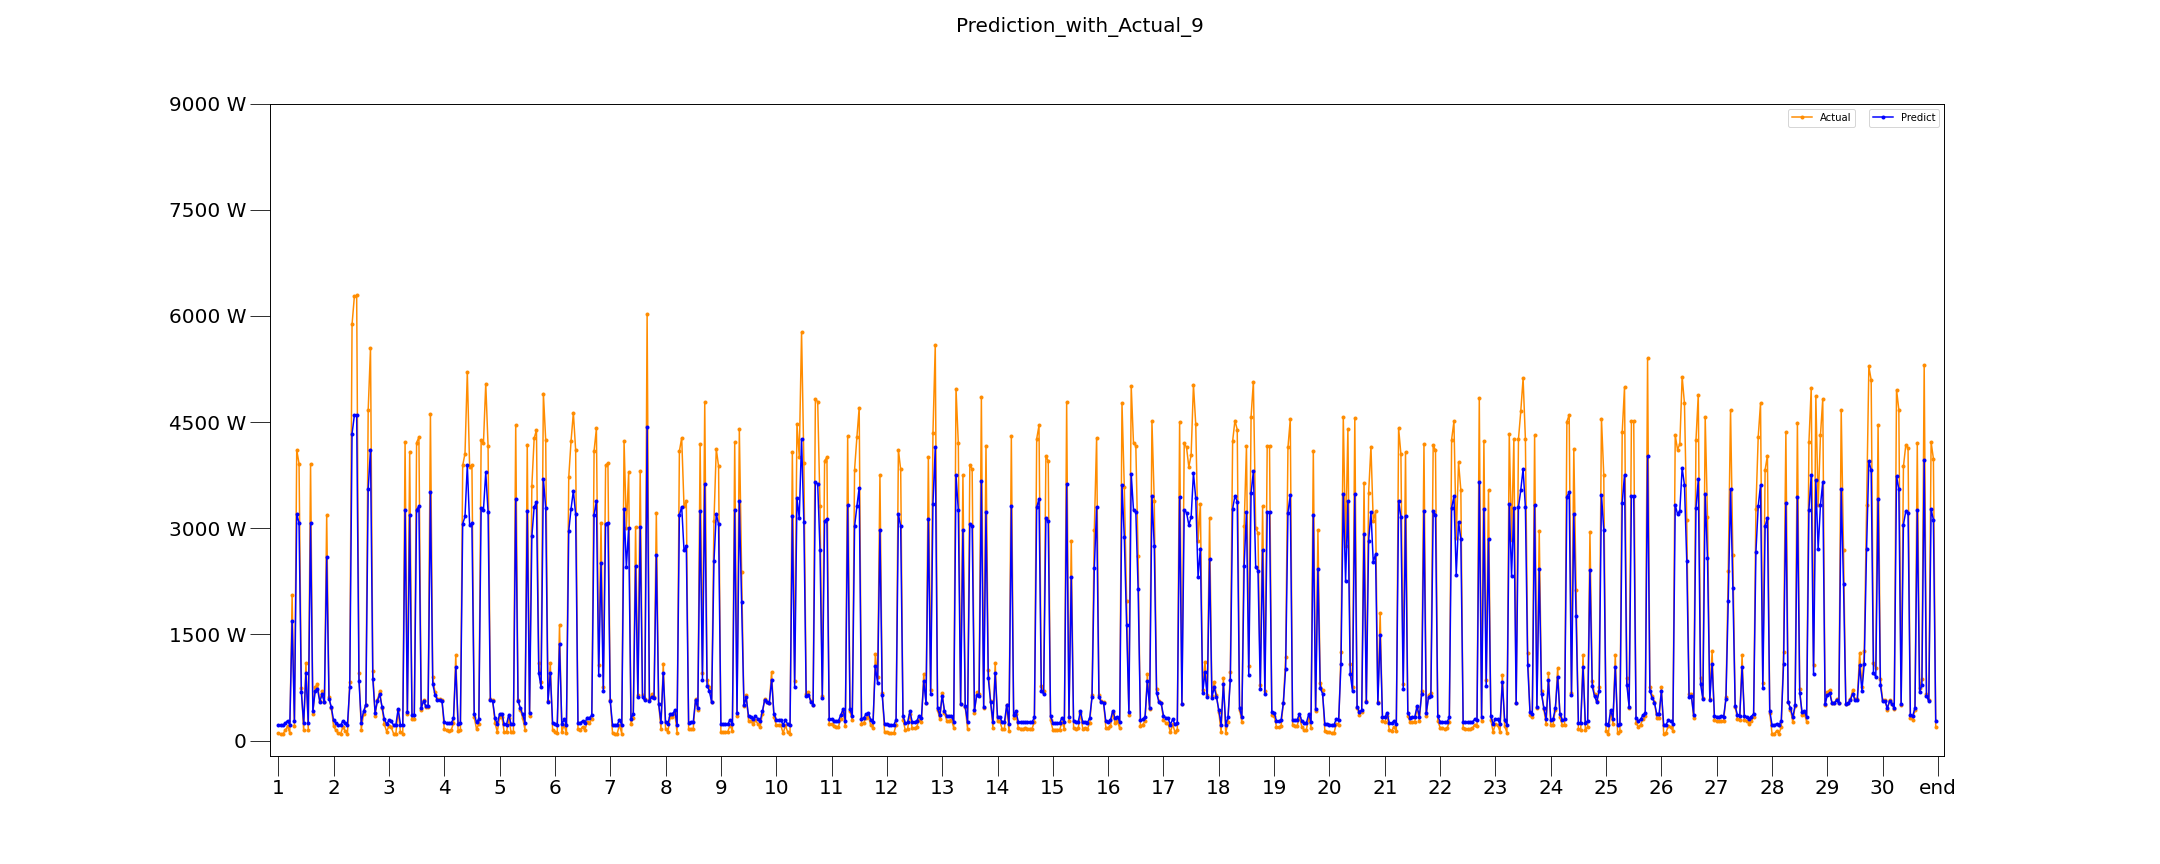 Prediction_with_Actual_9
9000 W
Actual Predict
7500 W
6000 W
4500 W
3000 W
1500 W
0
1 2 3 4 5 6 7 8 9 10 11 12 13 14 15 16 17 18 19 20 21 22 23 24 25 26 27 28 29 30 end